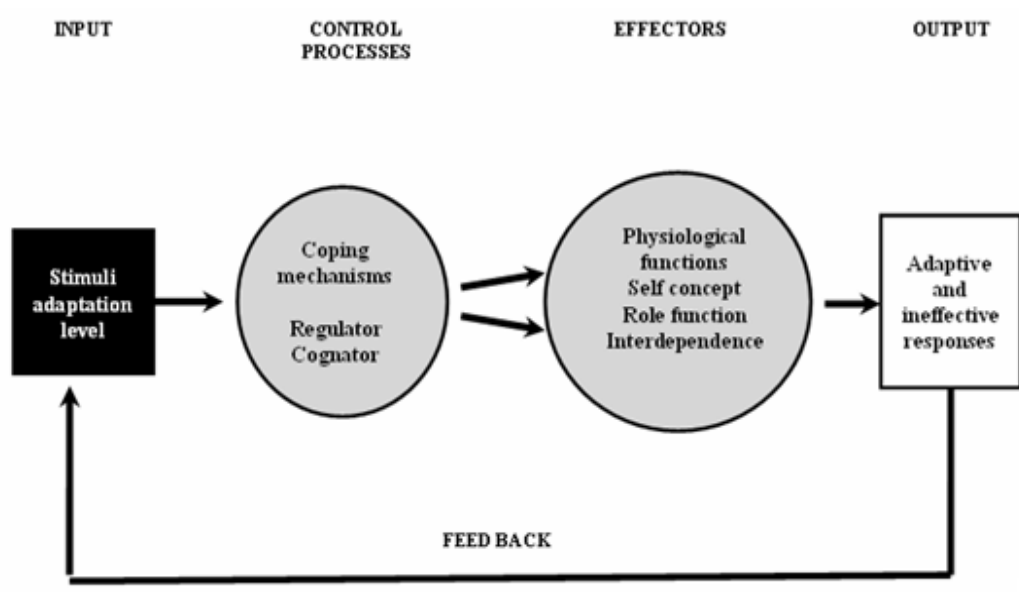 INPUT
CONTROL
PROCESSES
EFFECTORS
OUTPUT
Stimuli
adaptation
level
Coping
mechanisms
Regulator
Cognator
Physiological
functions
Self concept
Role function
Interdependence
Adaptive
and
ineffective
responses
FEED BACK